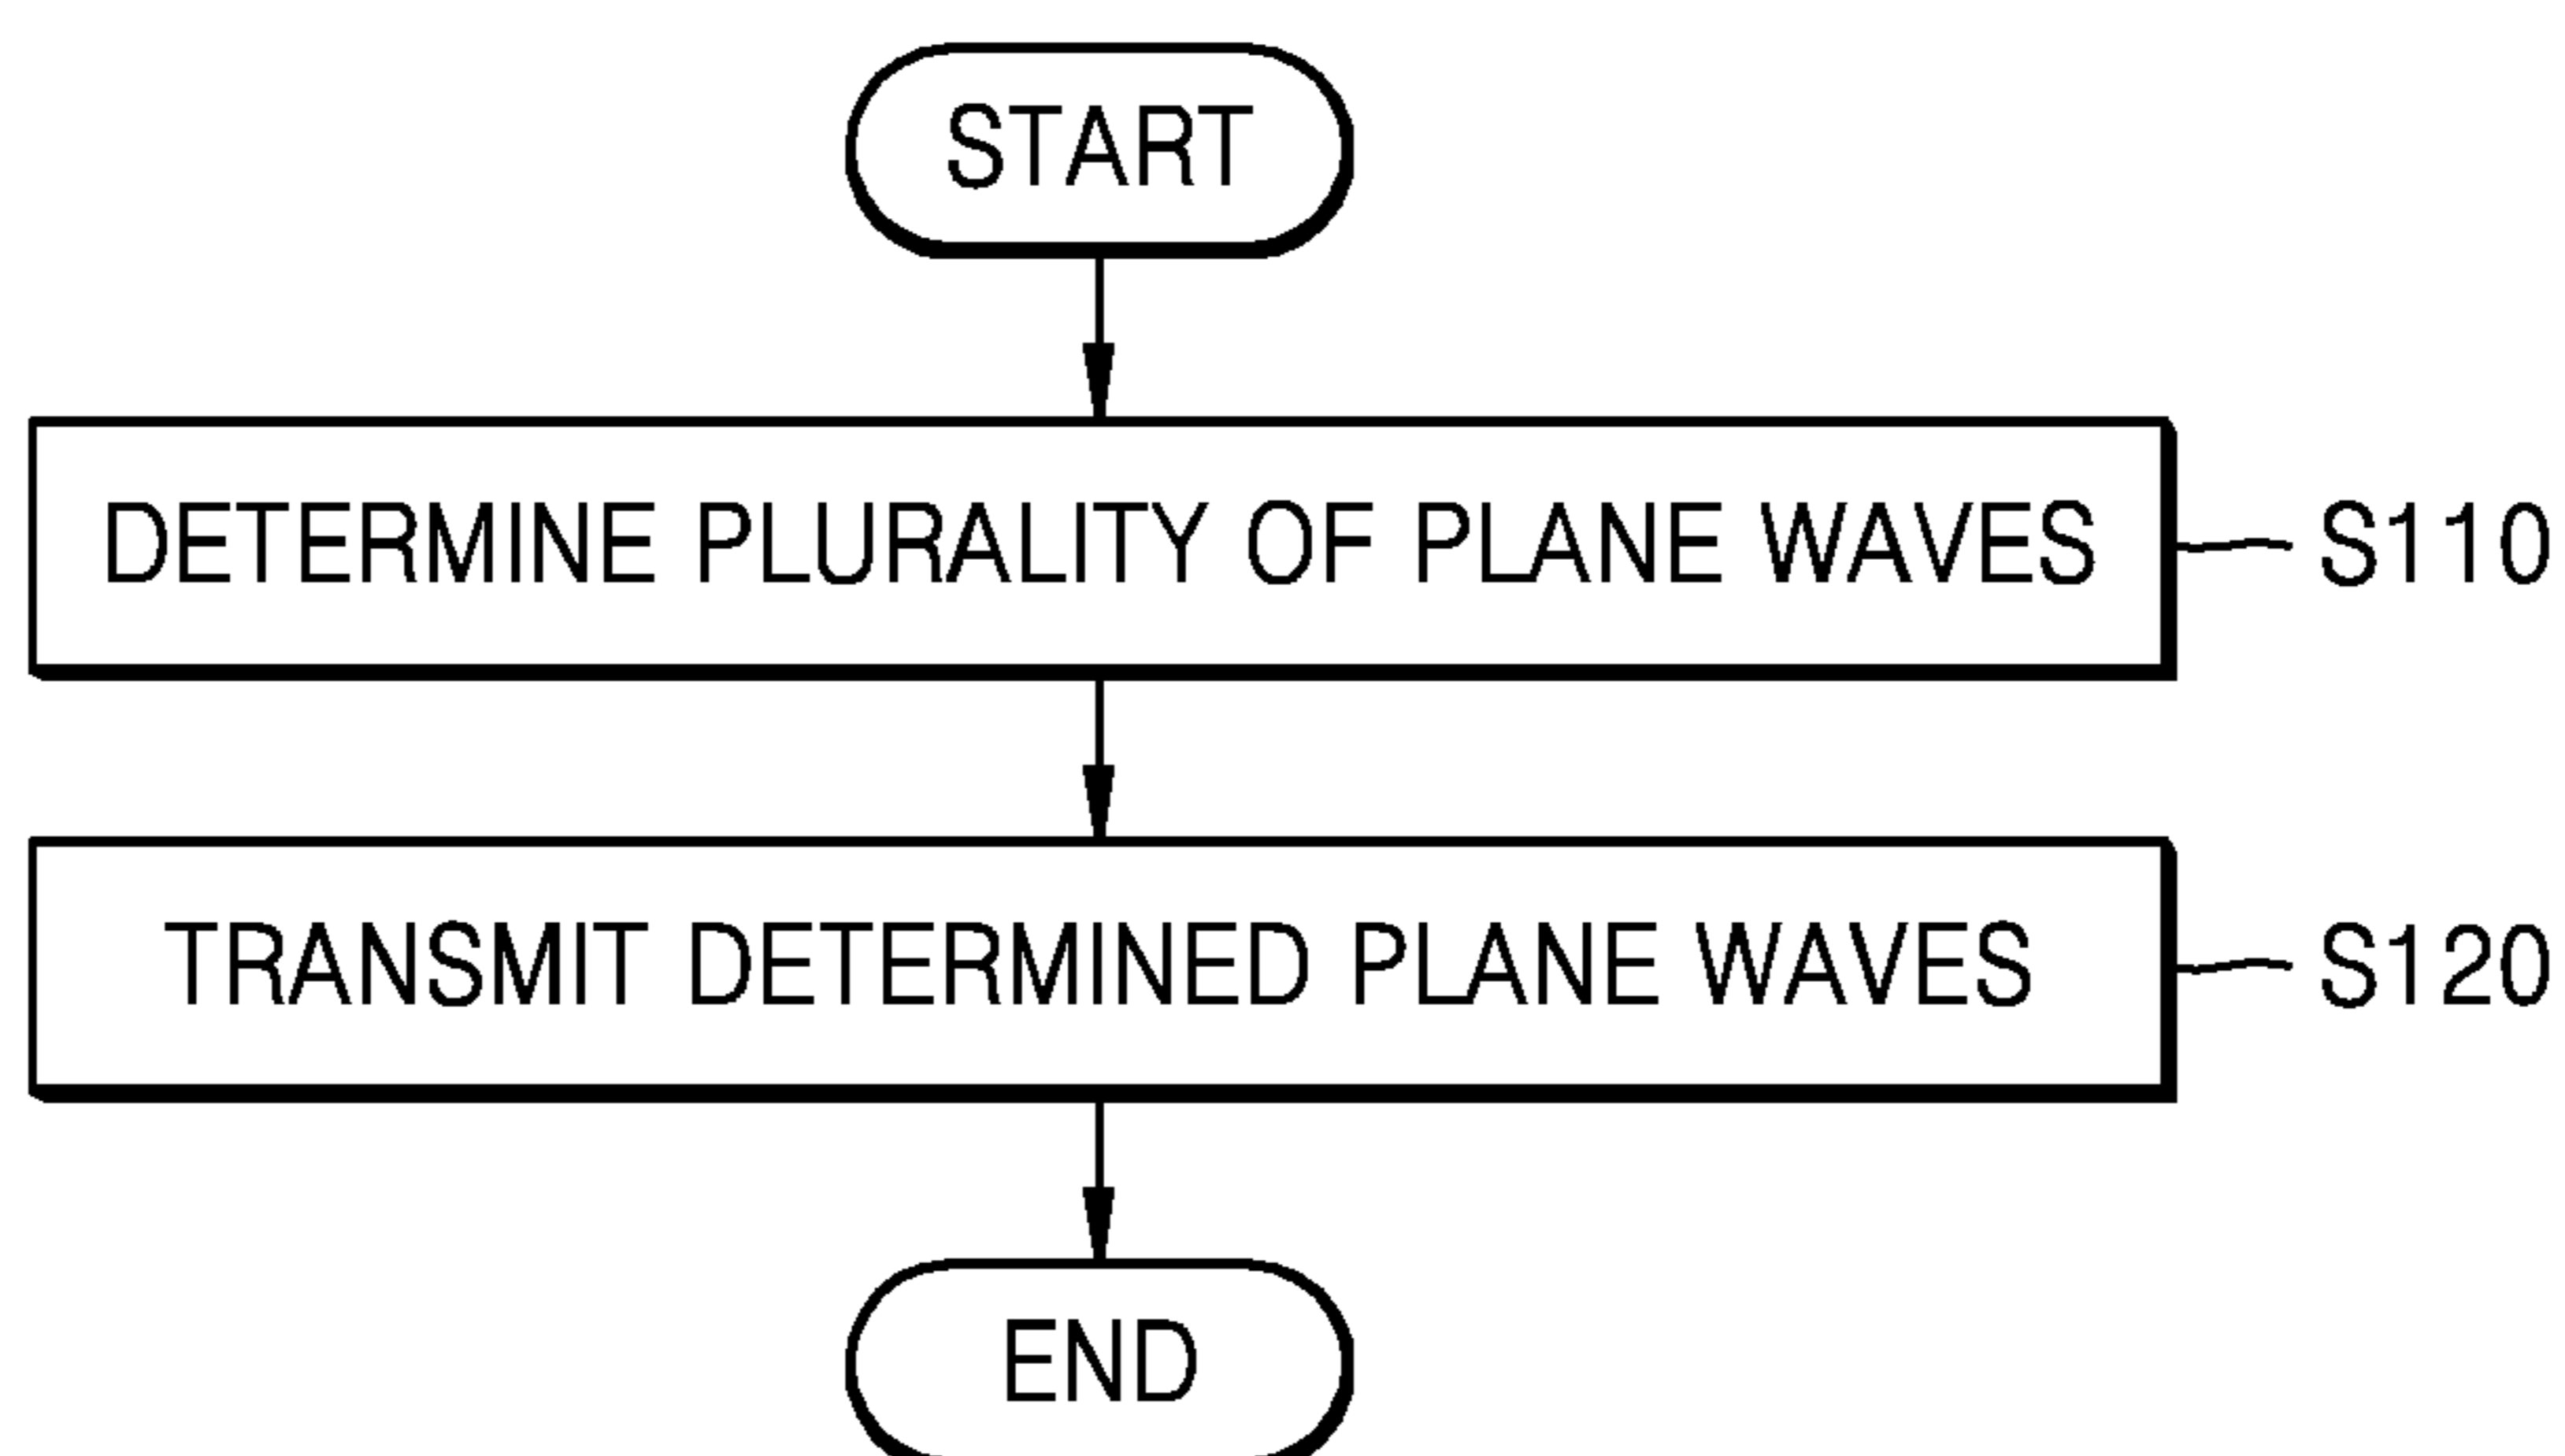 START
DETERMINE PLURALITY OF PLANE WAVES
S110
TRANSMIT DETERMINED PLANE WAVES
S120
END